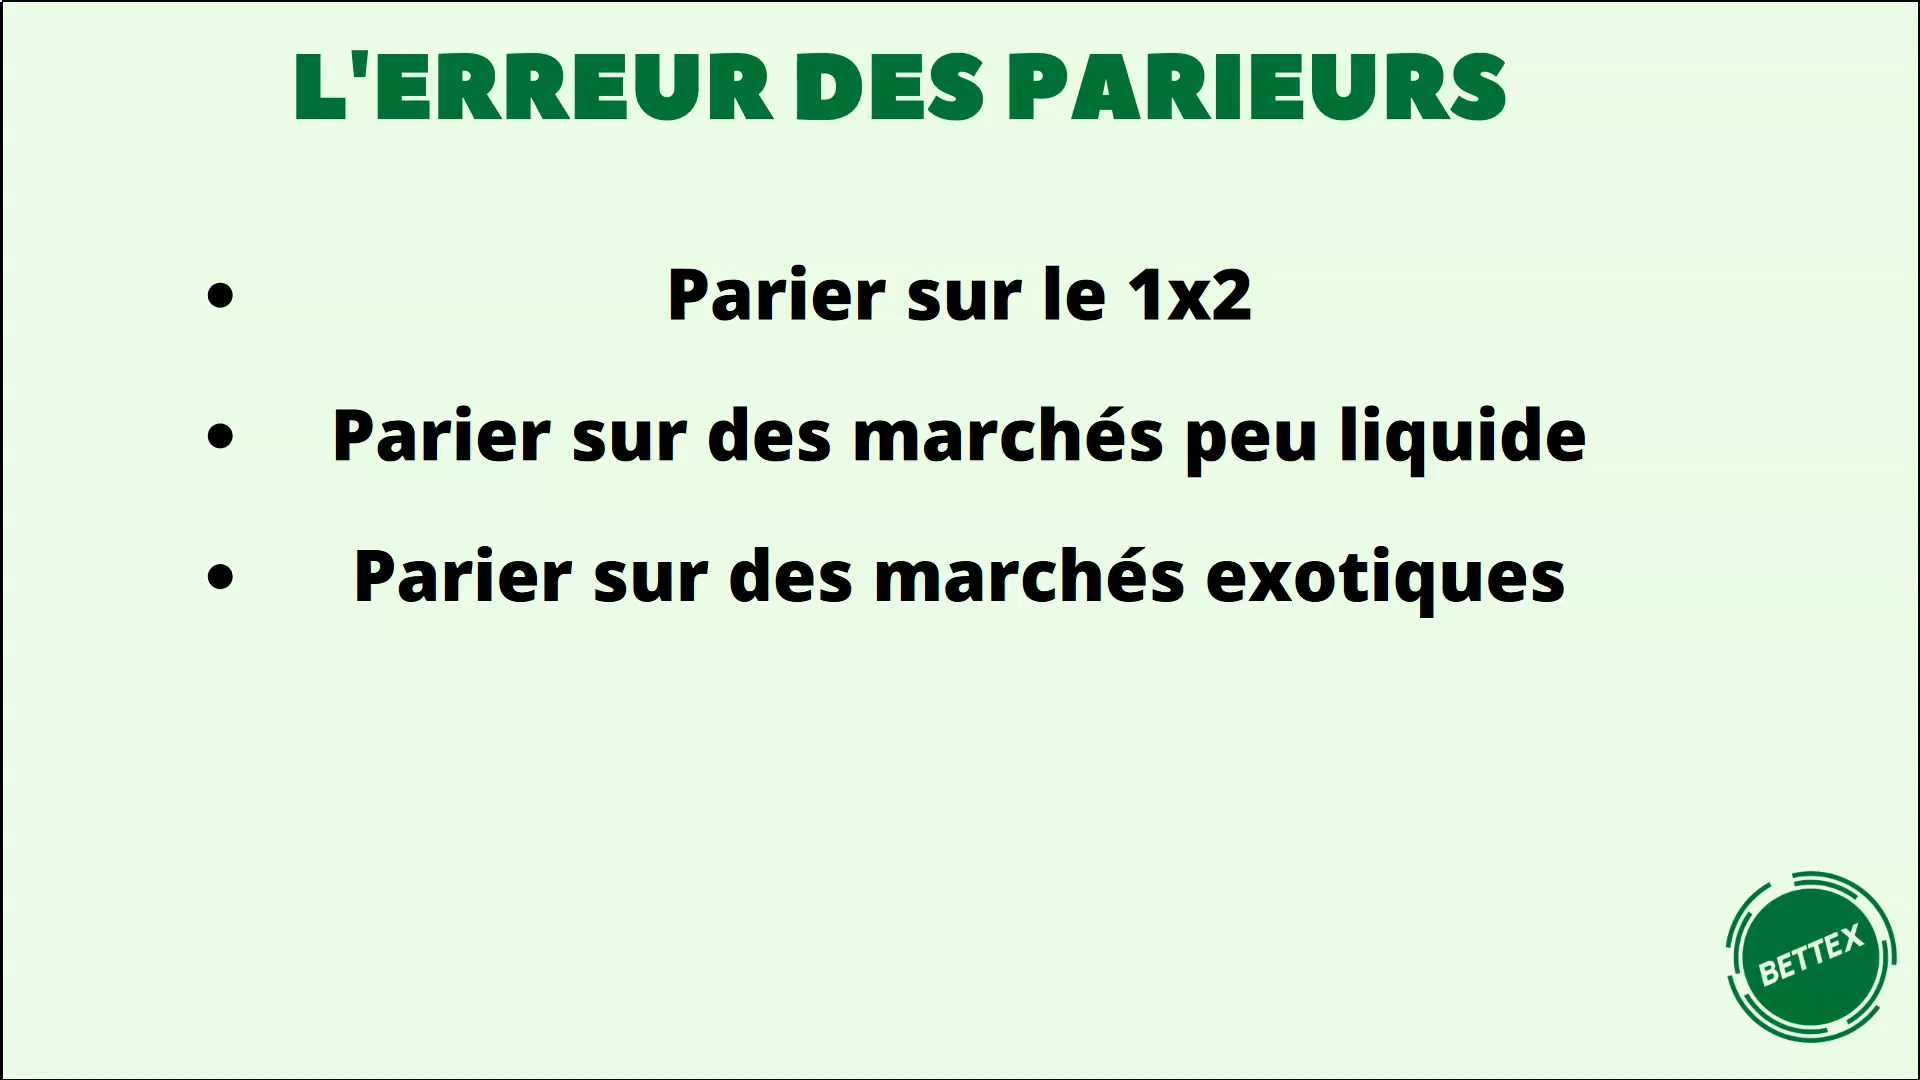 L'ERREUR DES PARIEURS
• Parier sur le 1x2
• Parier sur des marchés peu liquide
• Parier sur des marchés exotiques
BETTEX